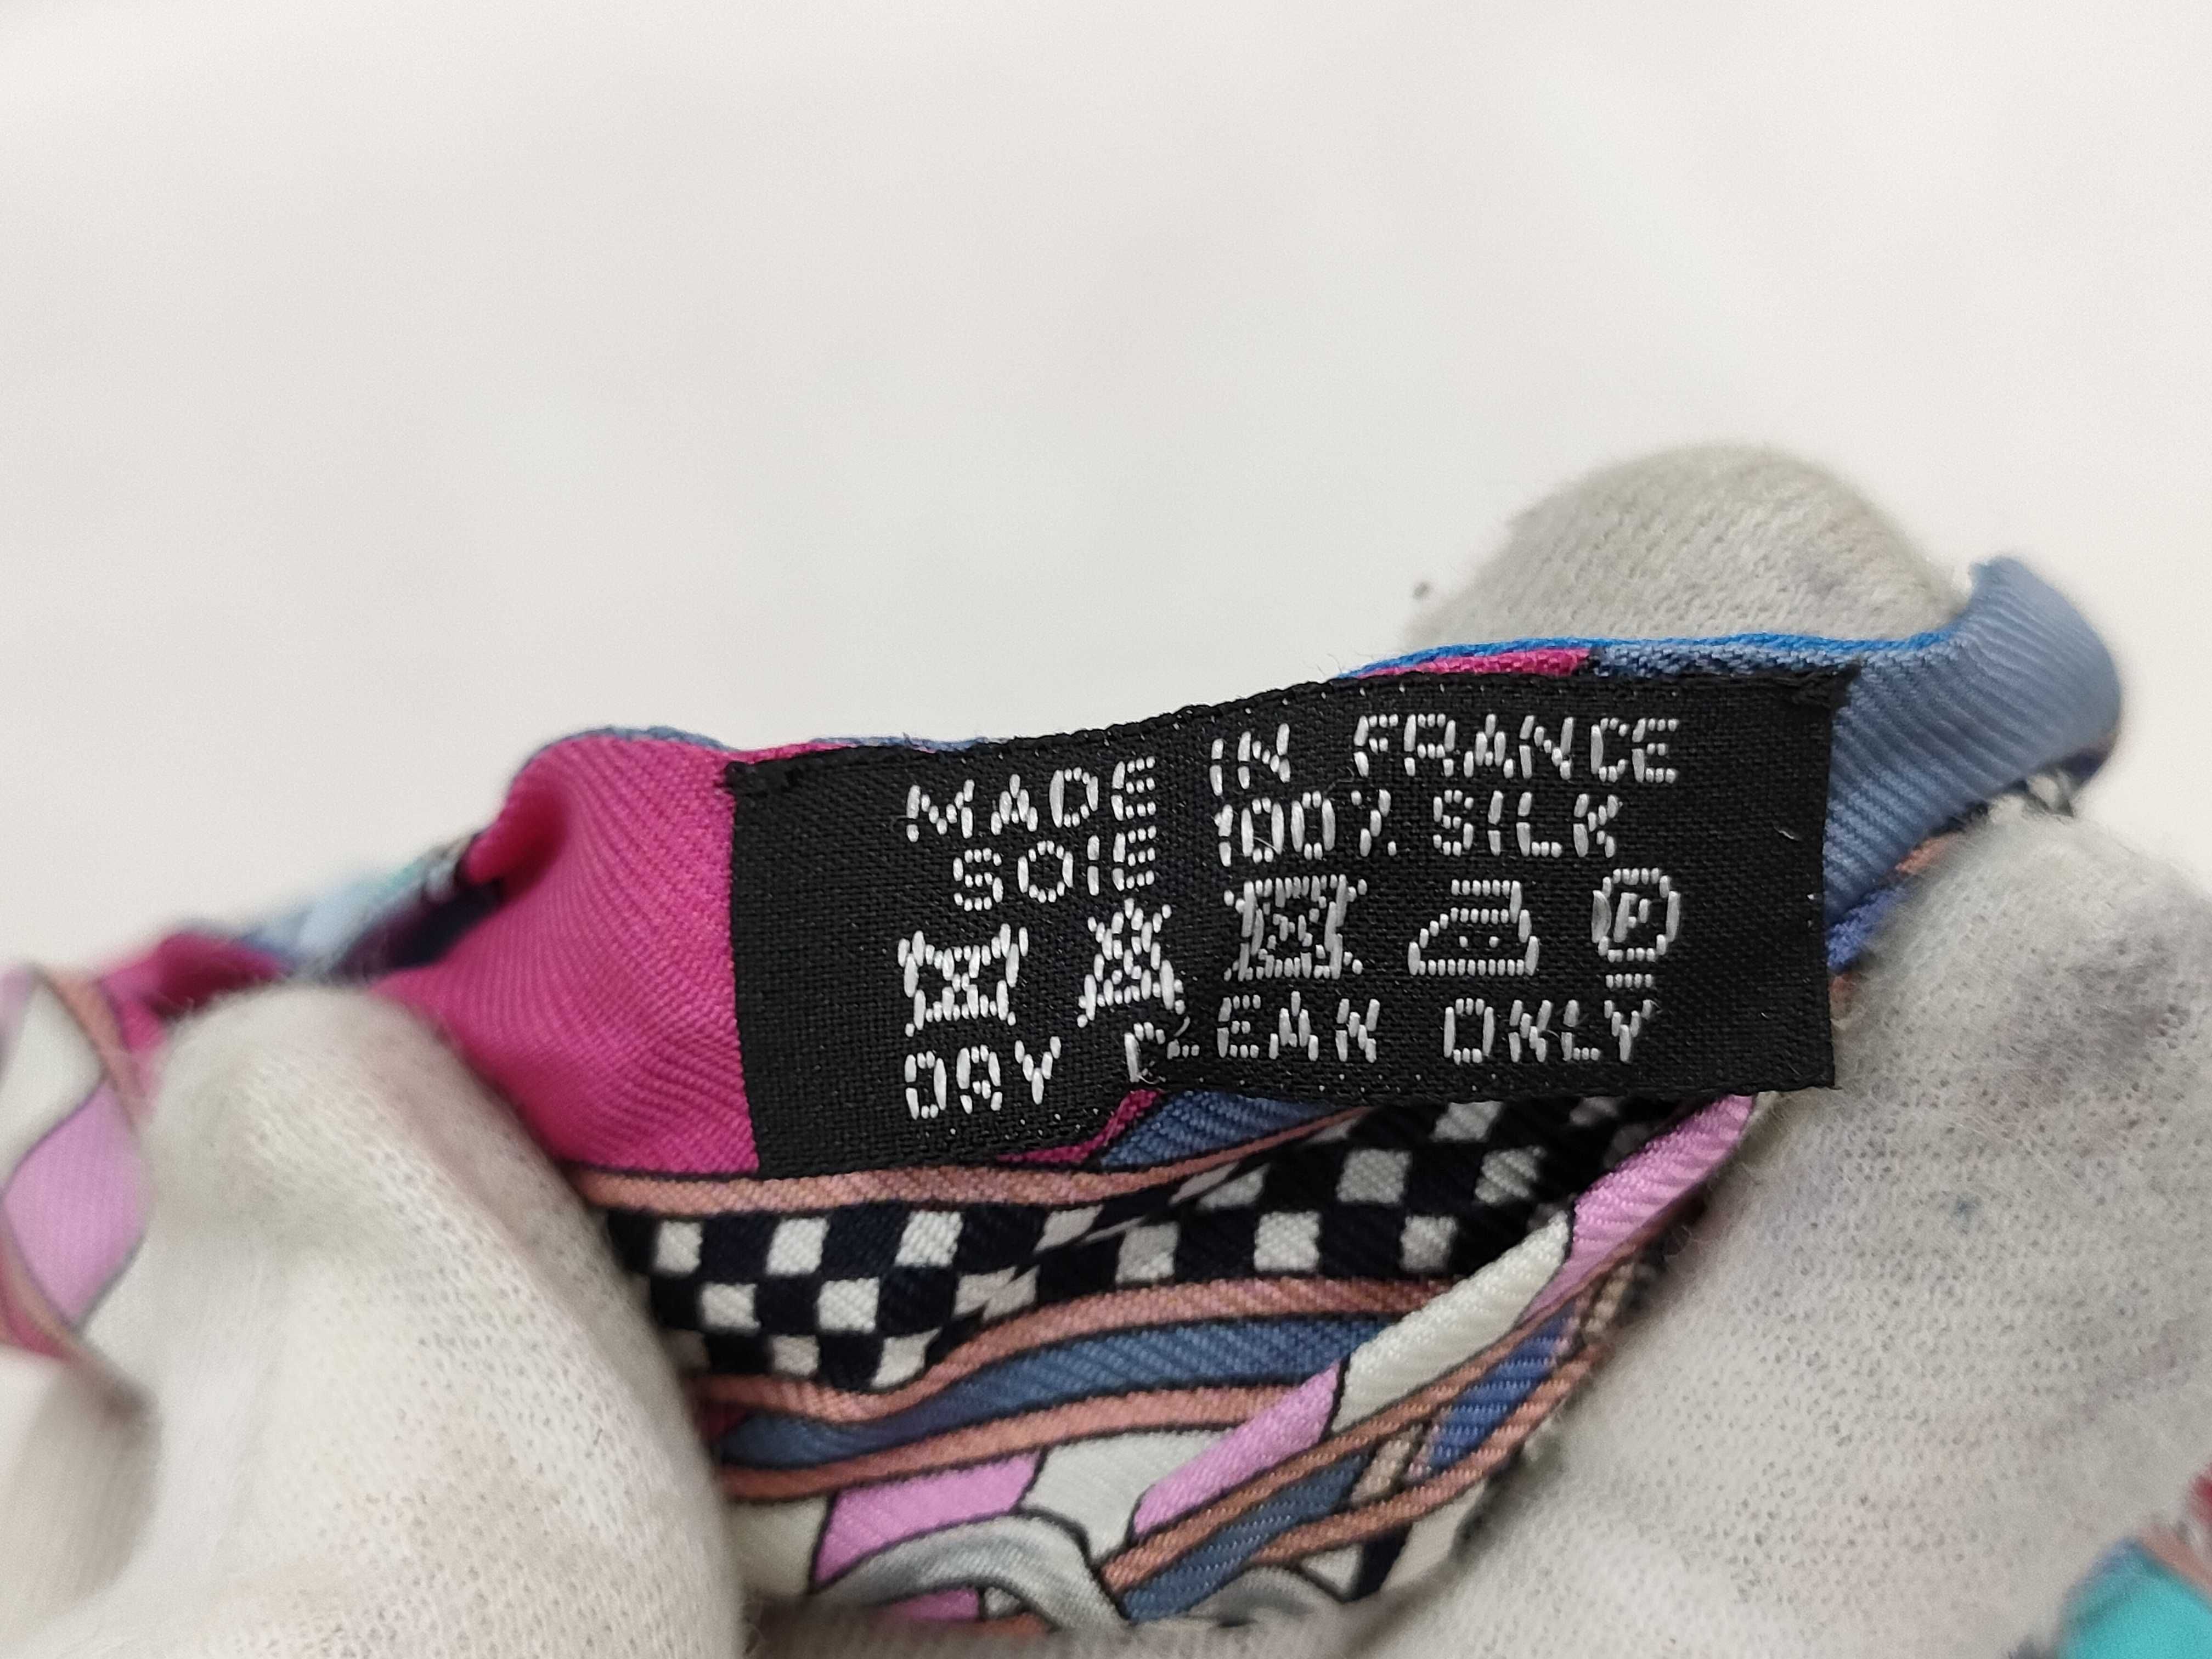 MADE IN FRANCE
SOIE 100% SILK
P
DRY CLEAN ONLY